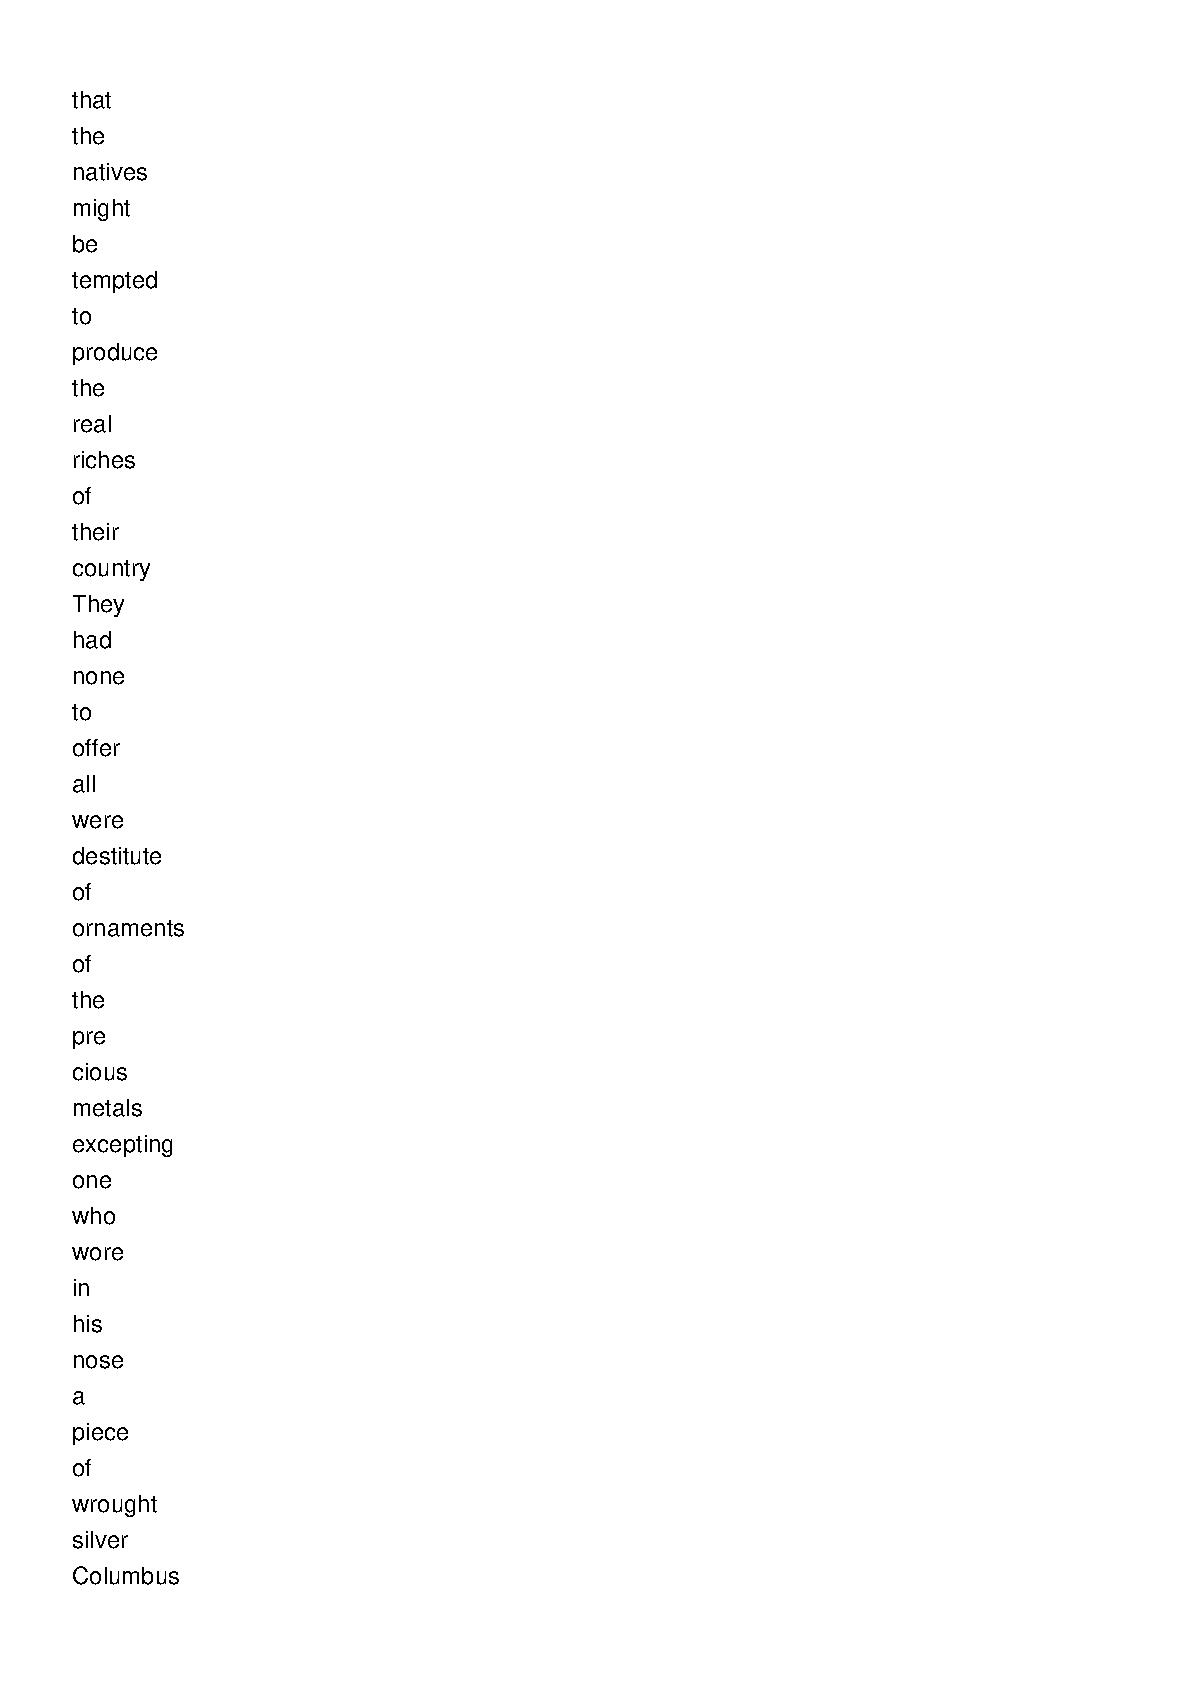 that
the
natives
might
be
tempted
to
produce
the
real
riches
of
their
country
They
had
none
to
offer
all
were
destitute
of
ornaments
of
the
pre
cious
metals
excepting
one
who
wore
in
his
nose
a
piece
of
wrought
silver
Columbus